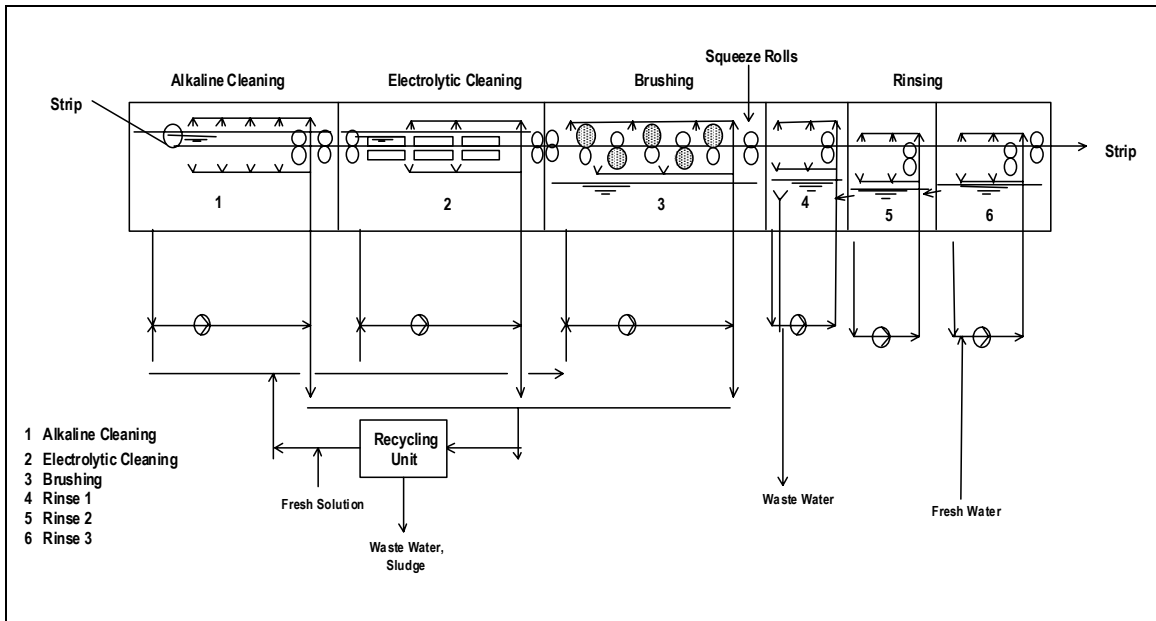 Squeeze Rolls
Alkaline Cleaning
Electrolytic Cleaning
Brushing
Rinsing
Strip
Strip
1
2
3
4
5
6
1 Alkaline Cleaning
2 Electrolytic Cleaning
3 Brushing
4 Rinse 1
5 Rinse 2
6 Rinse 3
Recycling
Unit
Fresh Solution
Waste Water,
Sludge
Waste Water
Fresh Water